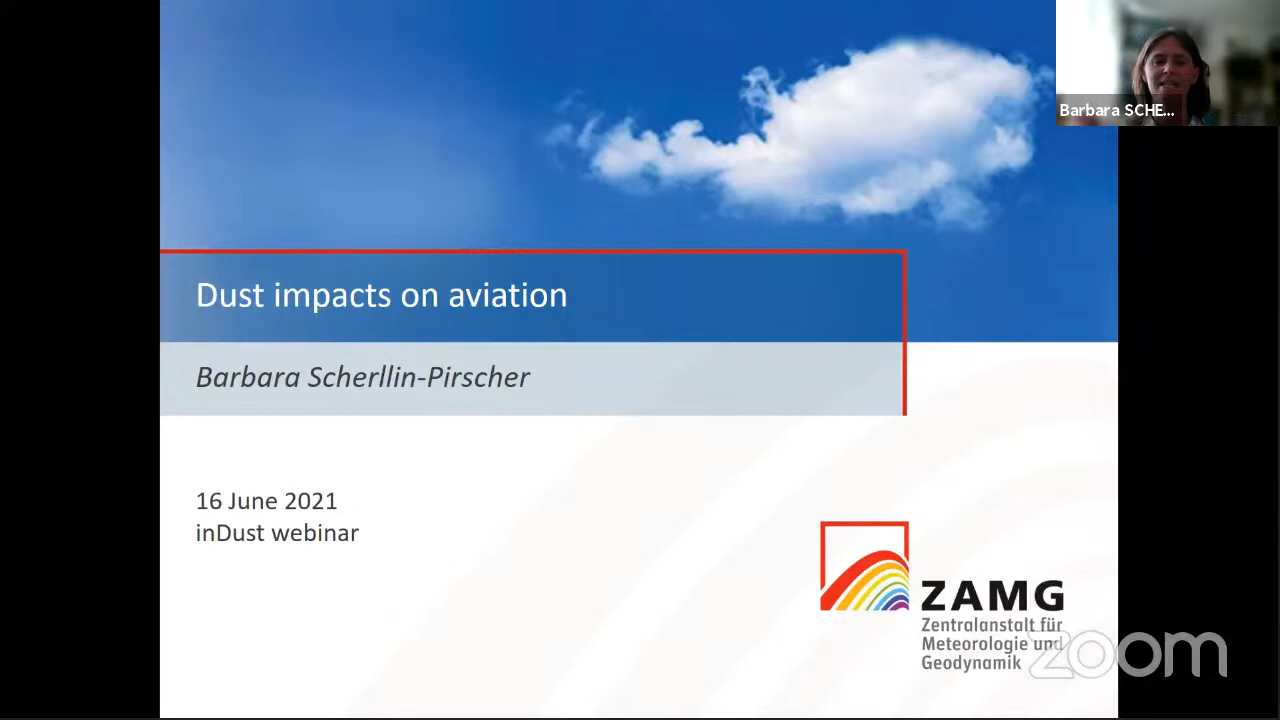 Barbara SCHE...
Dust impacts on aviation
Barbara Scherllin-Pirscher
16 June 2021
inDust webinar
ZAMG
Zentralanstalt für
Meteorologie und
Geodynamik
zoom